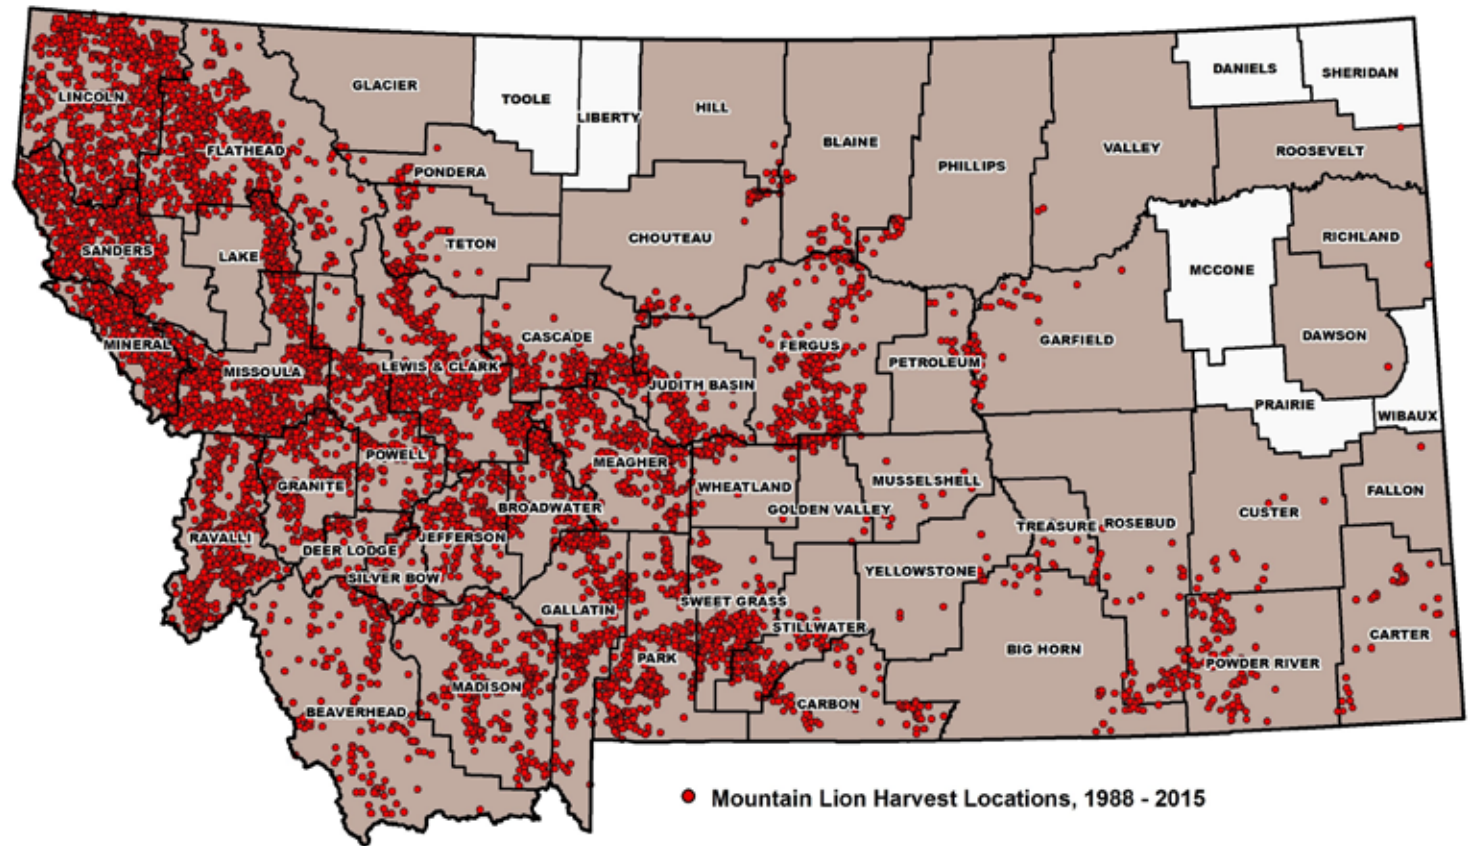 DANIELS
SHERIDAN
GLACIER
TOOLE
LIBERTY
HILL
LINCOLN
BLAINE
FLATHEAD
VALLEY
ROOSEVELT
PHILLIPS
PONDERA
CHOUTEAU
RICHLAND
SANDERS
LAKE
TETON
MCCONE
CASCADE
DAWSON
MINERAL
FERGUS
GARFIELD
MISSOULA
LEWIS & CLARK
PETROLEUM
JUDITH BASIN
PRAIRIE
WIBAUX
POWELL
MEAGHER
GRANITE
WHEATLAND
MUSSELSHELL
FALLON
BROADWATER
GOLDEN VALLEY
CUSTER
RAVALLI
JEFFERSON
TREASURE
ROSEBUD
DEER LODGE
SILVER BOW
YELLOWSTONE
GALLATIN
SWEET GRASS
STILLWATER
CARTER
PARK
BIG HORN
POWDER RIVER
MADISON
BEAVERHEAD
CARBON
Mountain Lion Harvest Locations, 1988 - 2015